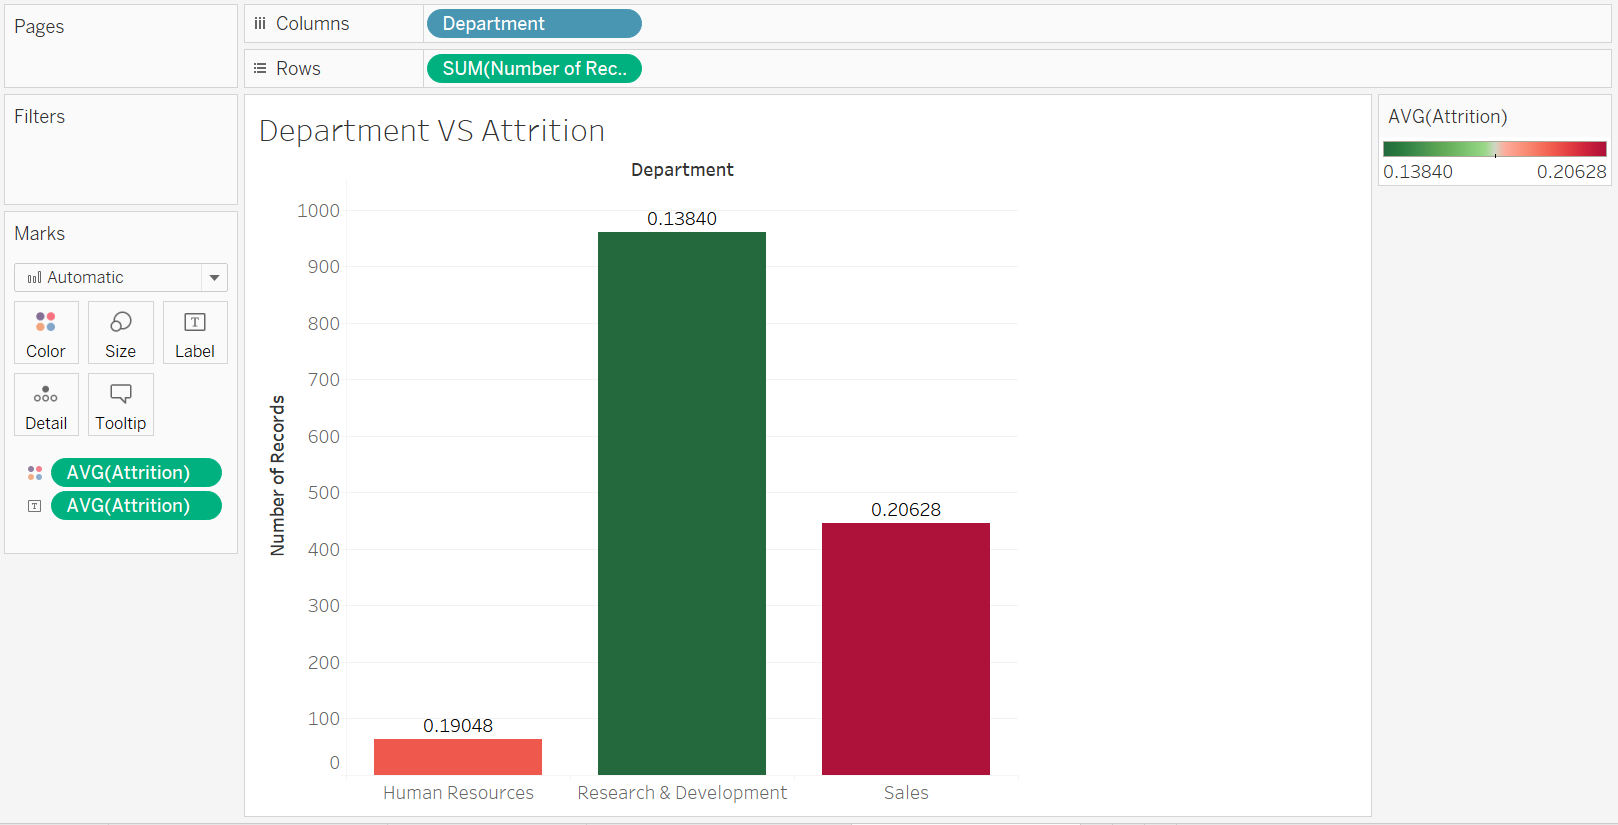 Pages
Columns
Department
Rows
SUM(Number of Rec..
Filters
Marks
Automatic
Color
Size
Label
Detail
Tooltip
AVG(Attrition)
AVG(Attrition)
Department VS Attrition
Department
Number of Records
1000
900
800
700
600
500
400
300
200
100
0
0.19048
0.13840
0.20628
Human Resources
Research & Development
Sales
AVG(Attrition)
0.13840
0.20628